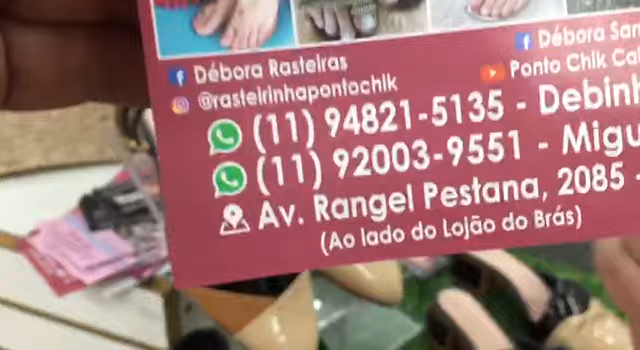 Débora Rasteiras
Débora San
@rasteirinhapontochik
Ponto Chik Cal
(11) 94821-5135 - Debinh
(11) 92003-9551 - Migu
Av. Rangel Pestana, 2085 -
(Ao lado do Lojão do Brás)